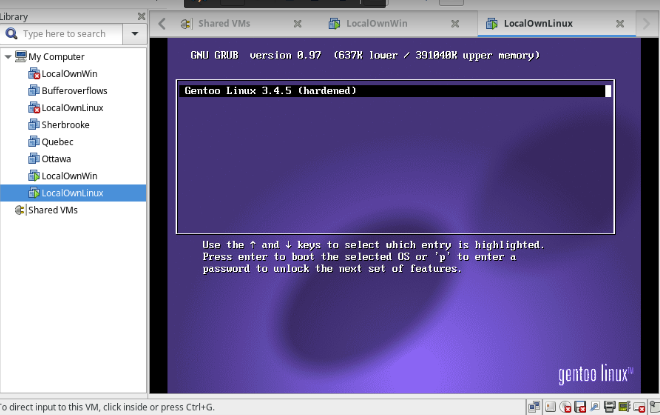 Library
Type here to search
My Computer
LocalOwnWin
Bufferoverflows
LocalOwnLinux
Sherbrooke
Quebec
Ottawa
LocalOwnWin
LocalOwnLinux
Shared VMs
Shared VMs
LocalOwnWin
LocalOwnLinux
GNU GRUB version 0.97 (637K lower / 391040K upper memory)
Gentoo Linux 3.4.5 (hardened)
Use the ↑ and ↓ keys to select which entry is highlighted.
Press enter to boot the selected OS or 'p' to enter a
password to unlock the next set of features.
gentoo linux™
To direct input to this VM, click inside or press Ctrl+G.